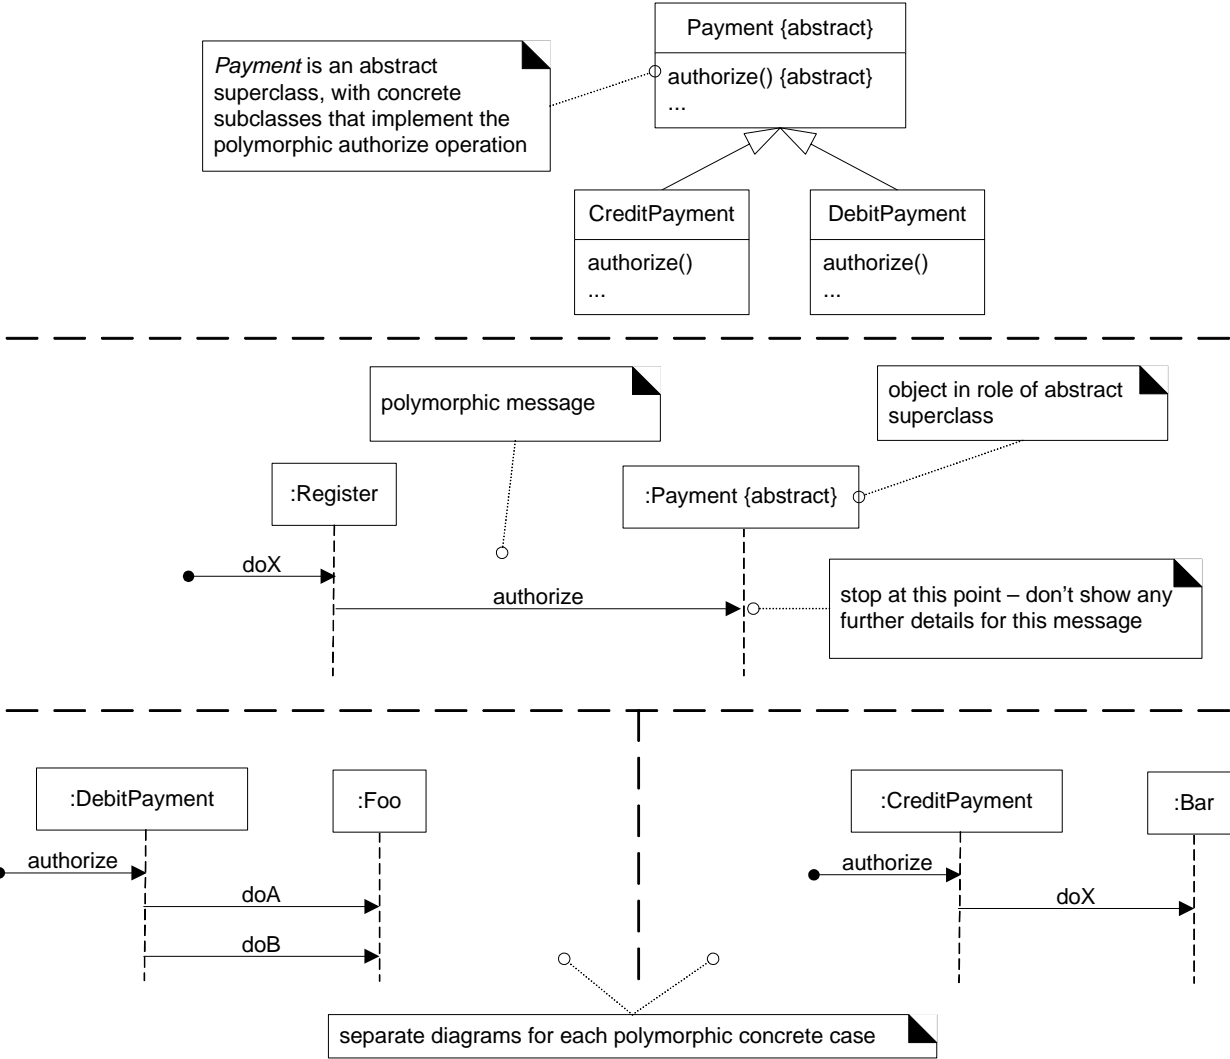 Payment {abstract}
authorize() {abstract}
...
Payment is an abstract
superclass, with concrete
subclasses that implement the
polymorphic authorize operation
CreditPayment
authorize()
...
DebitPayment
authorize()
...
polymorphic message
object in role of abstract
superclass
:Register
:Payment {abstract}
doX
authorize
stop at this point – don't show any
further details for this message
:DebitPayment
:Foo
authorize
doA
doB
:CreditPayment
:Bar
authorize
doX
separate diagrams for each polymorphic concrete case